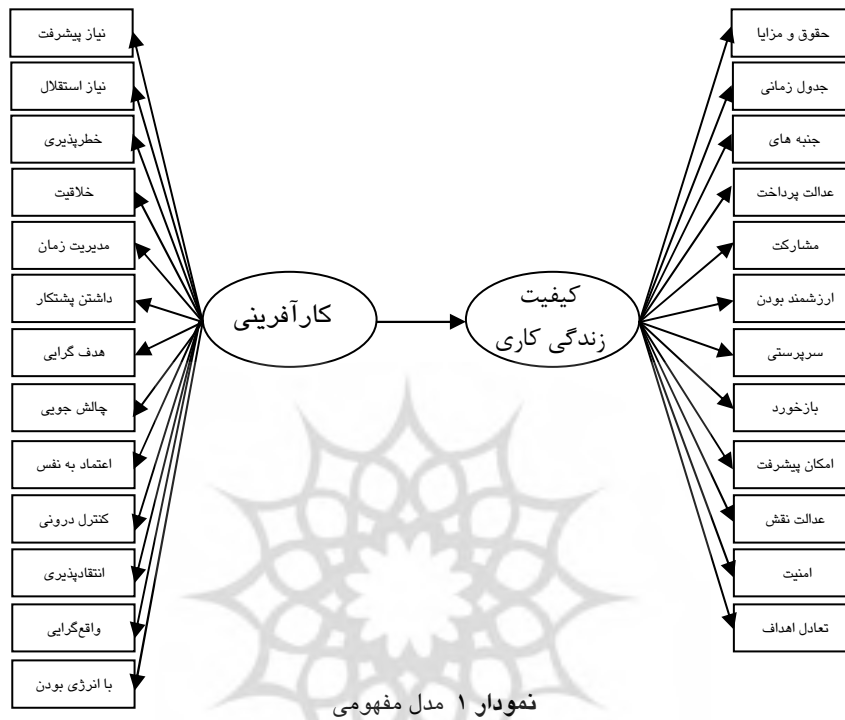 حقوق و مزایا
جدول زمانی
جنبه های
عدالت پرداخت
مشارکت
ارزشمند بودن
سرپرستی
بازخورد
امکان پیشرفت
عدالت نقش
امنیت
تعادل اهداف
کیفیت
زندگی کاری
کارآفرینی
نیاز پیشرفت
نیاز استقلال
خطرپذیری
خلاقیت
مدیریت زمان
داشتن پشتکار
هدف گرایی
چالش جویی
اعتماد به نفس
کنترل درونی
انتقادپذیری
واقع‌گرایی
با انرژی بودن
نمودار ۱ مدل مفهومی